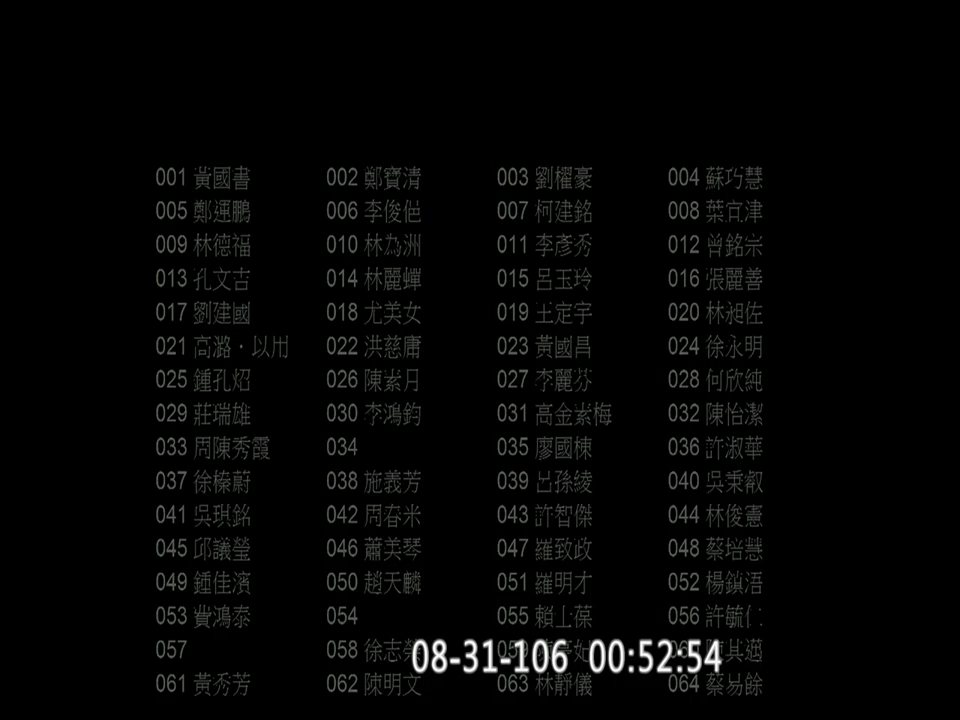 001 黃國書 002 鄭寶清 003 劉櫂豪 004 蘇巧慧
005 鄭運鵬 006 李俊俋 007 柯建銘 008 葉宜津
009 林德福 010 林為洲 011 李彥秀 012 曾銘宗
013 孔文吉 014 林麗蟬 015 呂玉玲 016 張麗善
017 劉建國 018 尤美女 019 王定宇 020 林昶佐
021 高潞·以用 022 洪慈庸 023 黃國昌 024 徐永明
025 鍾孔炤 026 陳素月 027 李麗芬 028 何欣純
029 莊瑞雄 030 李鴻鈞 031 高金素梅 032 陳怡潔
033 周陳秀霞 034 035 廖國棟 036 許淑華
037 徐榛蔚 038 施義芳 039 呂孫綾 040 吳秉叡
041 吳琪銘 042 周春米 043 許智傑 044 林俊憲
045 邱議瑩 046 蕭美琴 047 羅致政 048 蔡培慧
049 鍾佳濱 050 趙天麟 051 羅明才 052 楊鎮浯
053 費鴻泰 054 055 賴士葆 056 許毓仁
057 058 徐志榮
08-31-106 00:52:54
061 黃秀芳 062 陳明文 063 林靜儀 064 蔡易餘